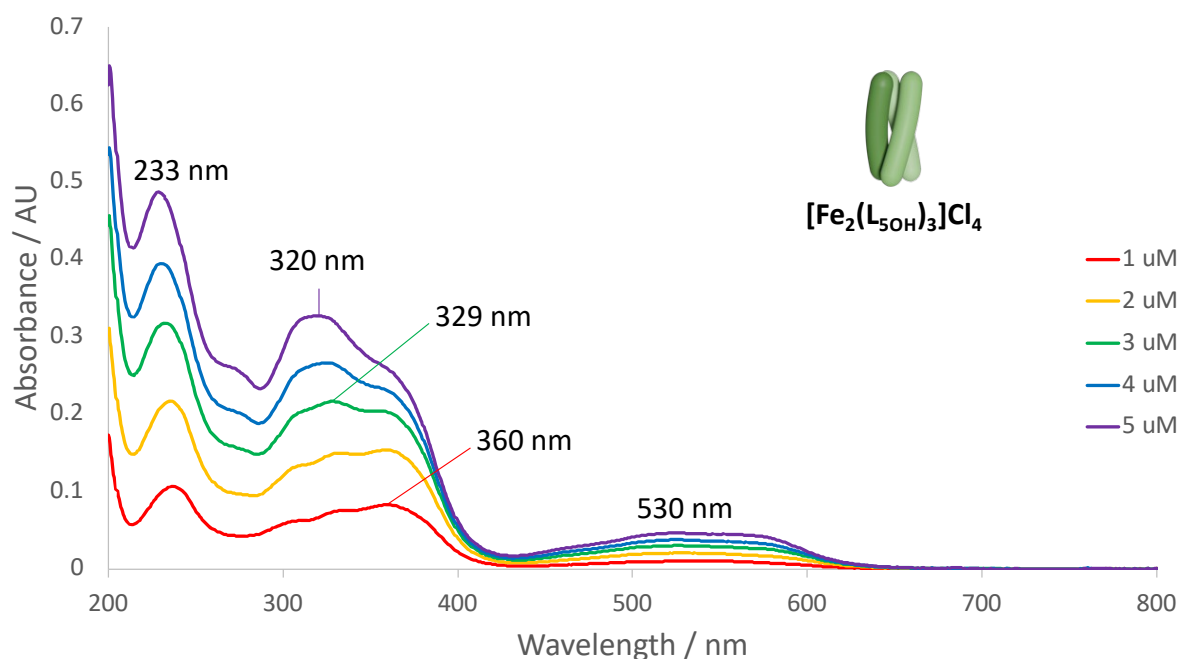 0.7
0.6
0.5
0.4
0.3
0.2
0.1
0
Absorbance / AU
233 nm
320 nm
329 nm
360 nm
530 nm
[Fe₂(L₅OH)₃]Cl₄
1 uM
2 uM
3 uM
4 uM
5 uM
200 300 400 500 600 700 800
Wavelength / nm